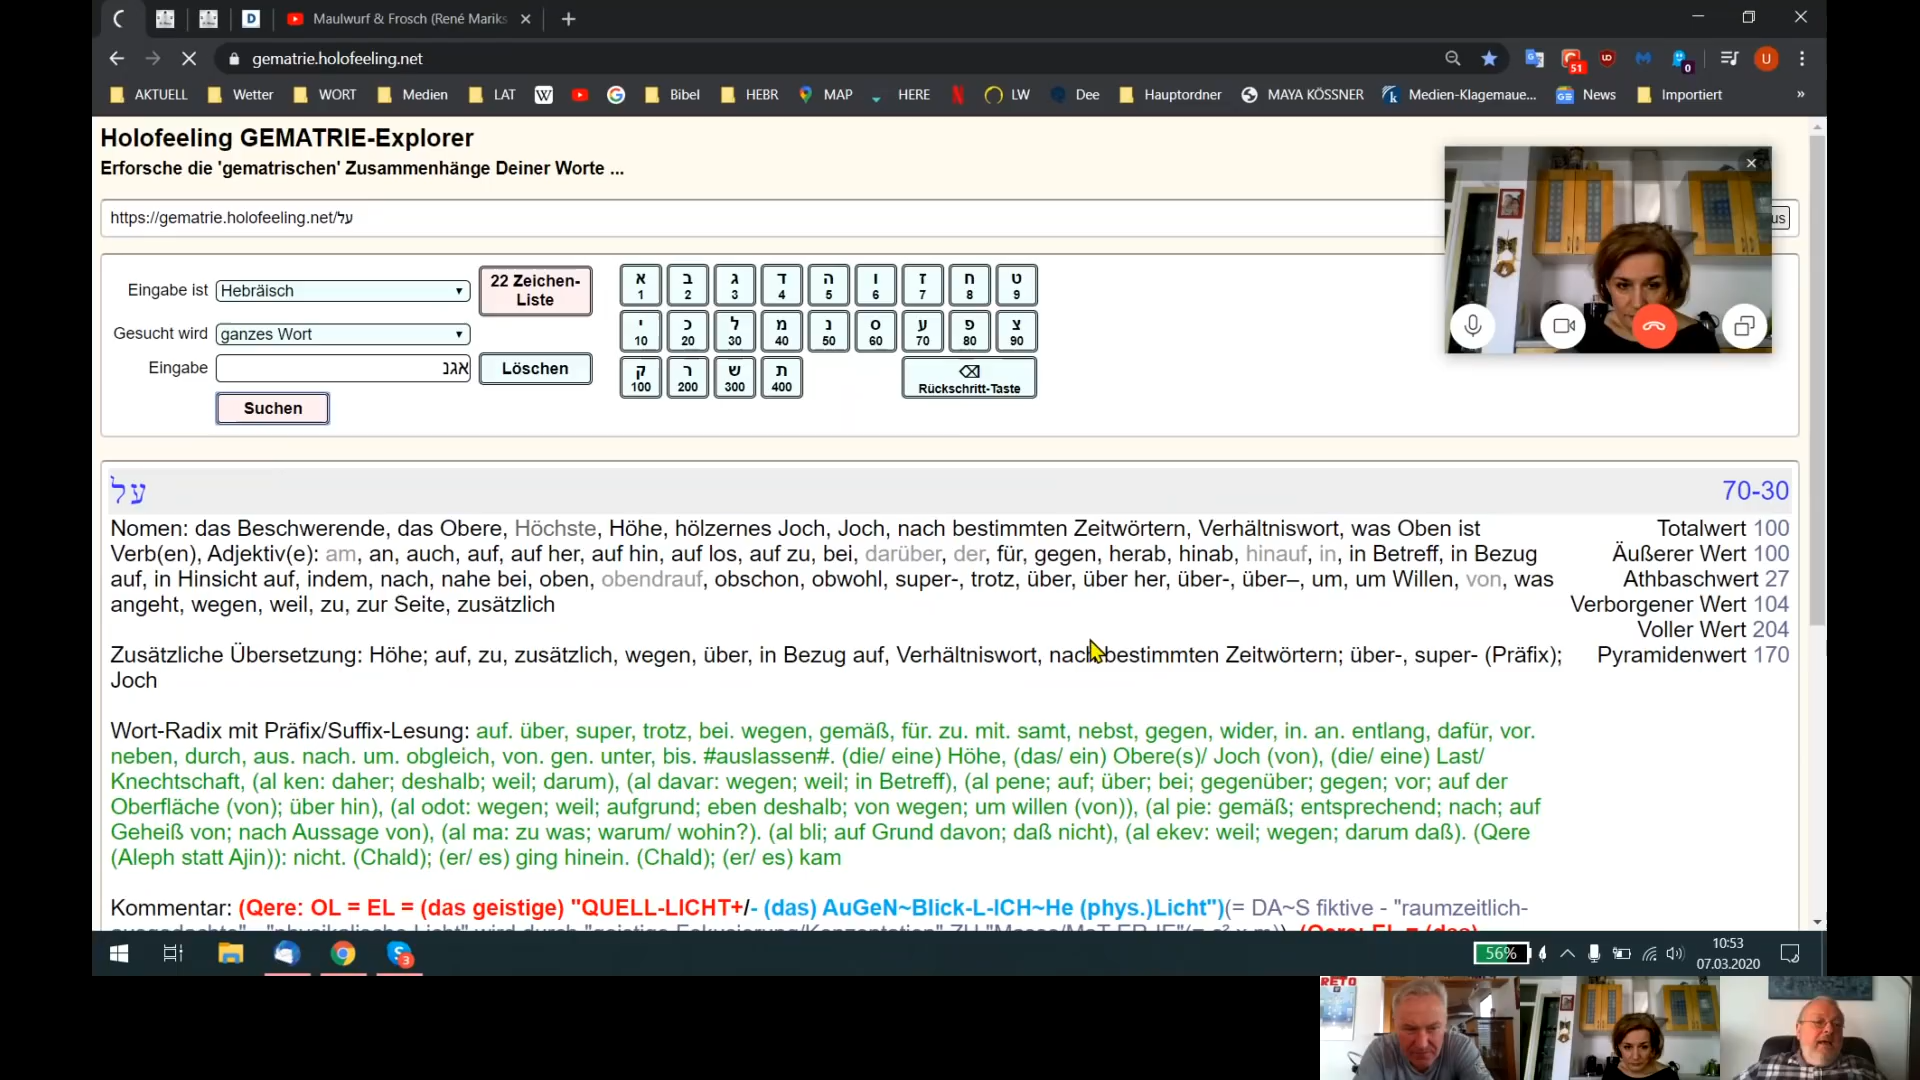 Maulwurf & Frosch (René Mariks
gematrie.holofeeling.net
51
0
U
AKTUELL Wetter WORT Medien LAT W Bibel HEBR MAP HERE LW Dee Hauptordner MAYA KÖSSNER Medien-Klagemaue... News Importiert »
Holofeeling GEMATRIE-Explorer
Erforsche die 'gematrischen' Zusammenhänge Deiner Worte ...
https://gematrie.holofeeling.net/על
us
Eingabe ist Hebräisch
22 Zeichen-
Liste
Gesucht wird ganzes Wort
Eingabe אגנ
Löschen
Suchen
א ב ג ד ה ו ז ח ט
1 2 3 4 5 6 7 8 9
י כ ל מ נ ס ע פ צ
10 20 30 40 50 60 70 80 90
ק ר ש ת
100 200 300 400
Rückschritt-Taste
על 70-30
Nomen: das Beschwerende, das Obere, Höchste, Höhe, hölzernes Joch, Joch, nach bestimmten Zeitwörtern, Verhältniswort, was Oben ist
Verb(en), Adjektiv(e): am, an, auch, auf, auf her, auf hin, auf los, auf zu, bei, darüber, der, für, gegen, herab, hinab, hinauf, in, in Betreff, in Bezug
auf, in Hinsicht auf, indem, nach, nahe bei, oben, obendrauf, obschon, obwohl, super-, trotz, über, über her, über-, über–, um, um Willen, von, was
angeht, wegen, weil, zu, zur Seite, zusätzlich
Totalwert 100
Äußerer Wert 100
Athbaschwert 27
Verborgener Wert 104
Voller Wert 204
Pyramidenwert 170
Zusätzliche Übersetzung: Höhe; auf, zu, zusätzlich, wegen, über, in Bezug auf, Verhältniswort, nach bestimmten Zeitwörtern; über-, super- (Präfix);
Joch
Wort-Radix mit Präfix/Suffix-Lesung: auf. über, super, trotz, bei. wegen, gemäß, für. zu. mit. samt, nebst, gegen, wider, in. an. entlang, dafür, vor.
neben, durch, aus. nach. um. obgleich, von. gen. unter, bis. #auslassen#. (die/ eine) Höhe, (das/ ein) Obere(s)/ Joch (von), (die/ eine) Last/
Knechtschaft, (al ken: daher; deshalb; weil; darum), (al davar: wegen; weil; in Betreff), (al pene; auf; über; bei; gegenüber; gegen; vor; auf der
Oberfläche (von); über hin), (al odot: wegen; weil; aufgrund; eben deshalb; von wegen; um willen (von)), (al pie: gemäß; entsprechend; nach; auf
Geheiß von; nach Aussage von), (al ma: zu was; warum/ wohin?). (al bli; auf Grund davon; daß nicht), (al ekev: weil; wegen; darum daß). (Qere
(Aleph statt Ajin)): nicht. (Chald); (er/ es) ging hinein. (Chald); (er/ es) kam
Kommentar: (Qere: OL = EL = (das geistige) "QUELL-LICHT+/- (das) AuGeN~Blick-L-ICH~He (phys.)Licht")(= DA~S fiktive - "raumzeitlich-
56%
3
10:53
07.03.2020
RETO